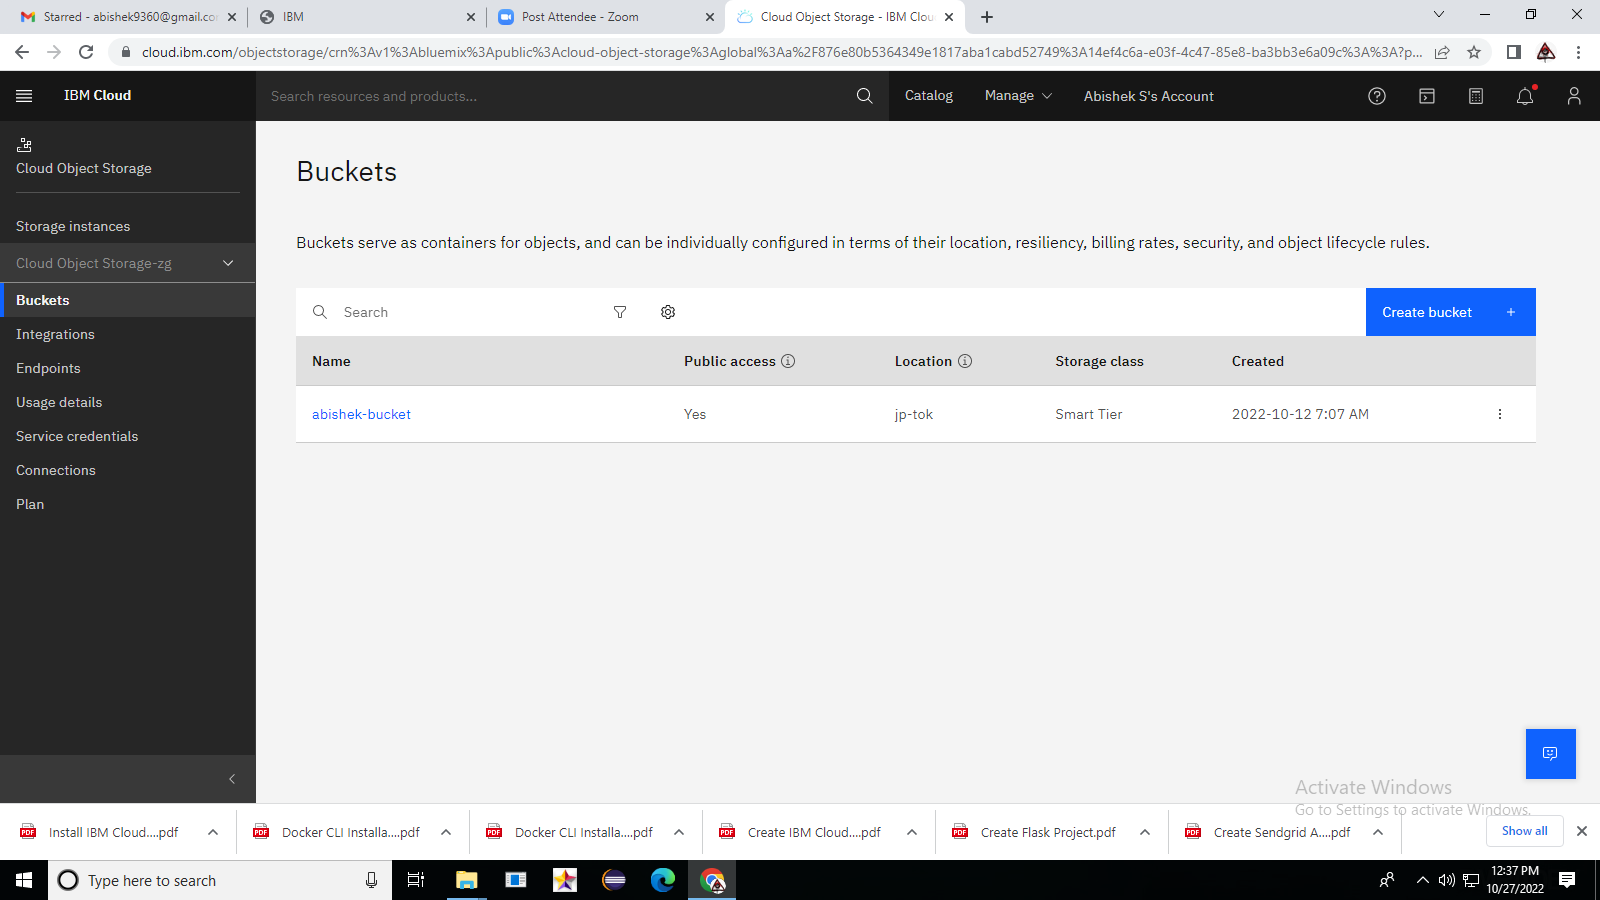 Starred - abishek9360@gmail.cor
IBM
Post Attendee - Zoom
Cloud Object Storage - IBM Clou
cloud.ibm.com/objectstorage/crn%3Av1%3Abluemix%3Apublic%3Acloud-object-storage%3Aglobal%3Aa%2F876e80b5364349e1817aba1cabd52749%3A14ef4c6a-e03f-4c47-85e8-ba3bb3e6a09c%3A%3A?p...
IBM Cloud
Search resources and products...
Catalog
Manage
Abishek S's Account
Cloud Object Storage
Storage instances
Cloud Object Storage-zg
Buckets
Integrations
Endpoints
Usage details
Service credentials
Connections
Plan
Buckets
Buckets serve as containers for objects, and can be individually configured in terms of their location, resiliency, billing rates, security, and object lifecycle rules.
Search
Create bucket +
Name Public access Location Storage class Created
abishek-bucket Yes jp-tok Smart Tier 2022-10-12 7:07 AM
Activate Windows
Go to Settings to activate Windows.
Install IBM Cloud....pdf
Docker CLI Installa....pdf
Docker CLI Installa....pdf
Create IBM Cloud....pdf
Create Flask Project.pdf
Create Sendgrid A....pdf
Show all
Type here to search
12:37 PM
10/27/2022